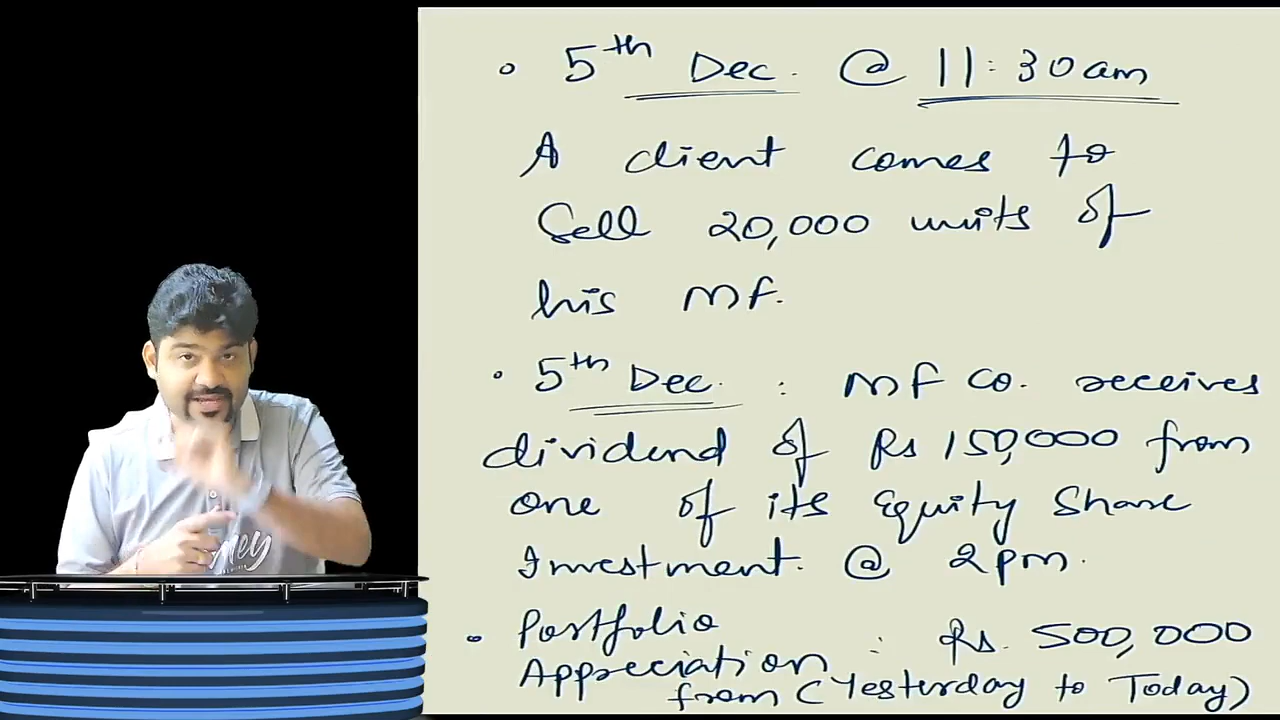 • 5th Dec. @ 11:30am
A client comes to
Sell 20,000 units of
his MF.
• 5th Dec. : MF Co. receives
dividend of Rs 150,000 from
one of its Equity Share
Investment. @ 2pm.
• Portfolio
Appreciation : Rs. 500,000
from (Yesterday to Today)